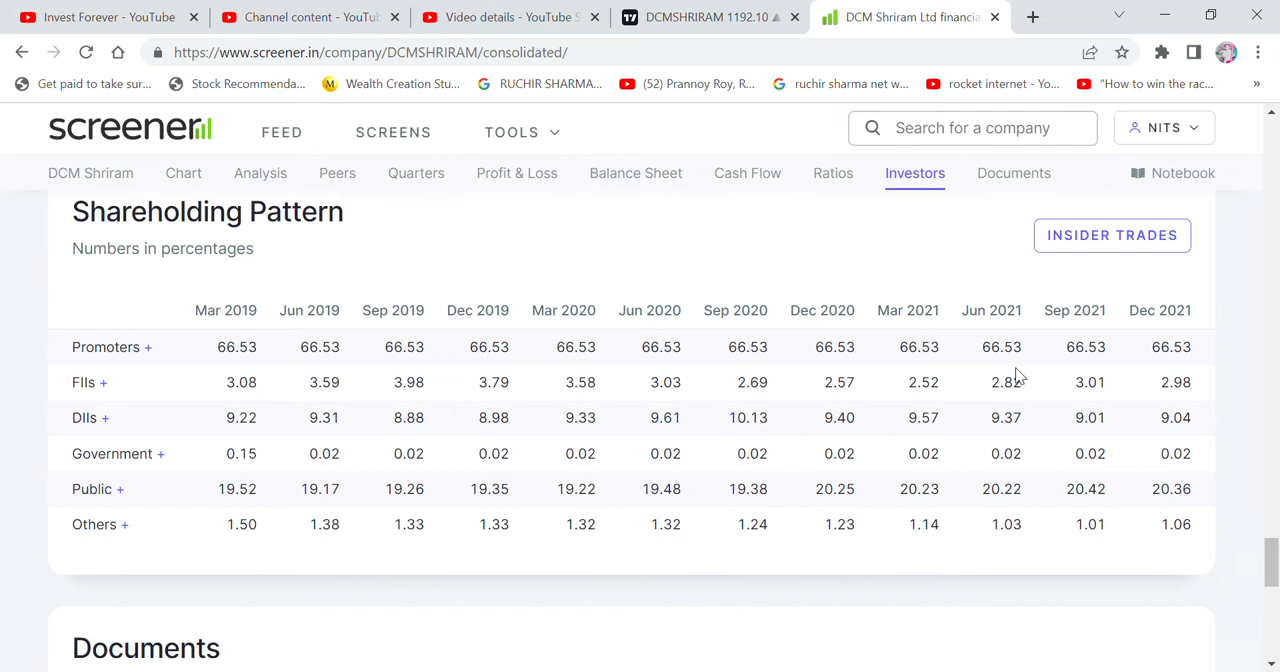 Invest Forever - YouTube
Channel content - YouTub
Video details - YouTube S
DCMSHRIRAM 1192.10
DCM Shriram Ltd financia
https://www.screener.in/company/DCMSHRIRAM/consolidated/
Get paid to take sur... Stock Recommenda... Wealth Creation Stu... RUCHIR SHARMA... (52) Prannoy Roy, R... ruchir sharma net w... rocket internet - Yo... "How to win the rac... »
screener FEED SCREENS TOOLS Search for a company NITS
DCM Shriram Chart Analysis Peers Quarters Profit & Loss Balance Sheet Cash Flow Ratios Investors Documents Notebook
Shareholding Pattern
Numbers in percentages
INSIDER TRADES
Mar 2019 Jun 2019 Sep 2019 Dec 2019 Mar 2020 Jun 2020 Sep 2020 Dec 2020 Mar 2021 Jun 2021 Sep 2021 Dec 2021
Promoters + 66.53 66.53 66.53 66.53 66.53 66.53 66.53 66.53 66.53 66.53 66.53 66.53
FIIs + 3.08 3.59 3.98 3.79 3.58 3.03 2.69 2.57 2.52 2.82 3.01 2.98
DIIs + 9.22 9.31 8.88 8.98 9.33 9.61 10.13 9.40 9.57 9.37 9.01 9.04
Government + 0.15 0.02 0.02 0.02 0.02 0.02 0.02 0.02 0.02 0.02 0.02 0.02
Public + 19.52 19.17 19.26 19.35 19.22 19.48 19.38 20.25 20.23 20.22 20.42 20.36
Others + 1.50 1.38 1.33 1.33 1.32 1.32 1.24 1.23 1.14 1.03 1.01 1.06
Documents